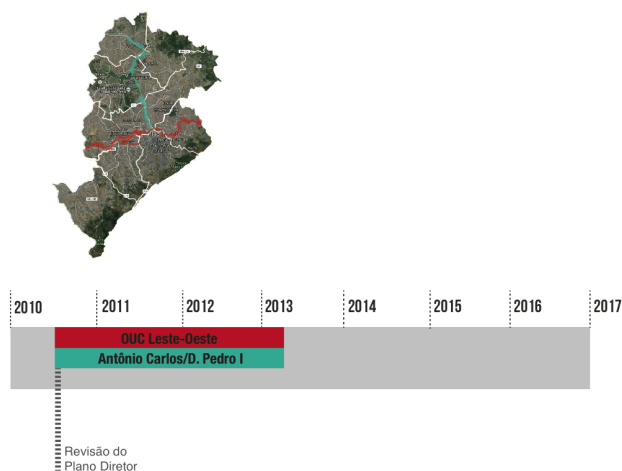 2010
2011
2012
2013
2014
2015
2016
2017
OUC Leste-Oeste
Antônio Carlos/D. Pedro I
Revisão do
Plano Diretor